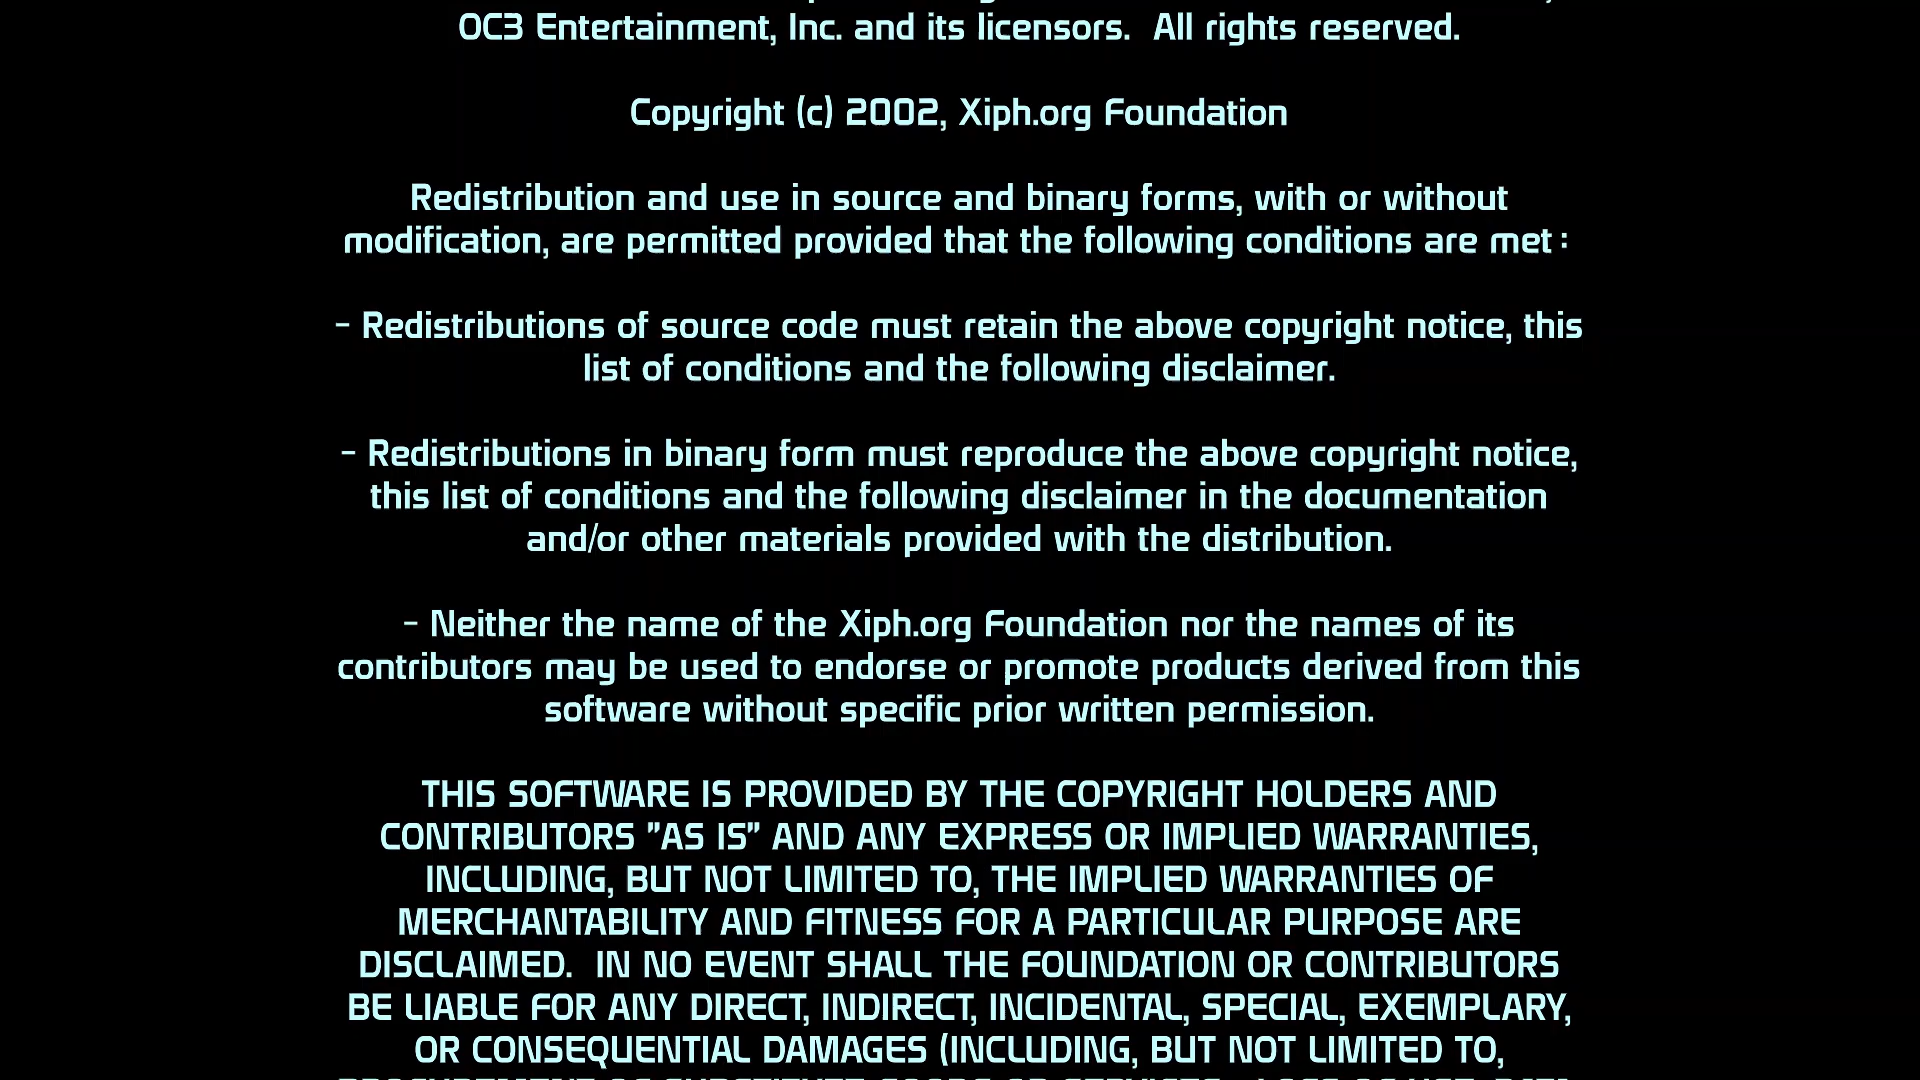 OC3 Entertainment, Inc. and its licensors.  All rights reserved.
Copyright (c) 2002, Xiph.org Foundation
Redistribution and use in source and binary forms, with or without
modification, are permitted provided that the following conditions are met:
- Redistributions of source code must retain the above copyright notice, this
list of conditions and the following disclaimer.
- Redistributions in binary form must reproduce the above copyright notice,
this list of conditions and the following disclaimer in the documentation
and/or other materials provided with the distribution.
- Neither the name of the Xiph.org Foundation nor the names of its
contributors may be used to endorse or promote products derived from this
software without specific prior written permission.
THIS SOFTWARE IS PROVIDED BY THE COPYRIGHT HOLDERS AND
CONTRIBUTORS "AS IS" AND ANY EXPRESS OR IMPLIED WARRANTIES,
INCLUDING, BUT NOT LIMITED TO, THE IMPLIED WARRANTIES OF
MERCHANTABILITY AND FITNESS FOR A PARTICULAR PURPOSE ARE
DISCLAIMED.  IN NO EVENT SHALL THE FOUNDATION OR CONTRIBUTORS
BE LIABLE FOR ANY DIRECT, INDIRECT, INCIDENTAL, SPECIAL, EXEMPLARY,
OR CONSEQUENTIAL DAMAGES (INCLUDING, BUT NOT LIMITED TO,